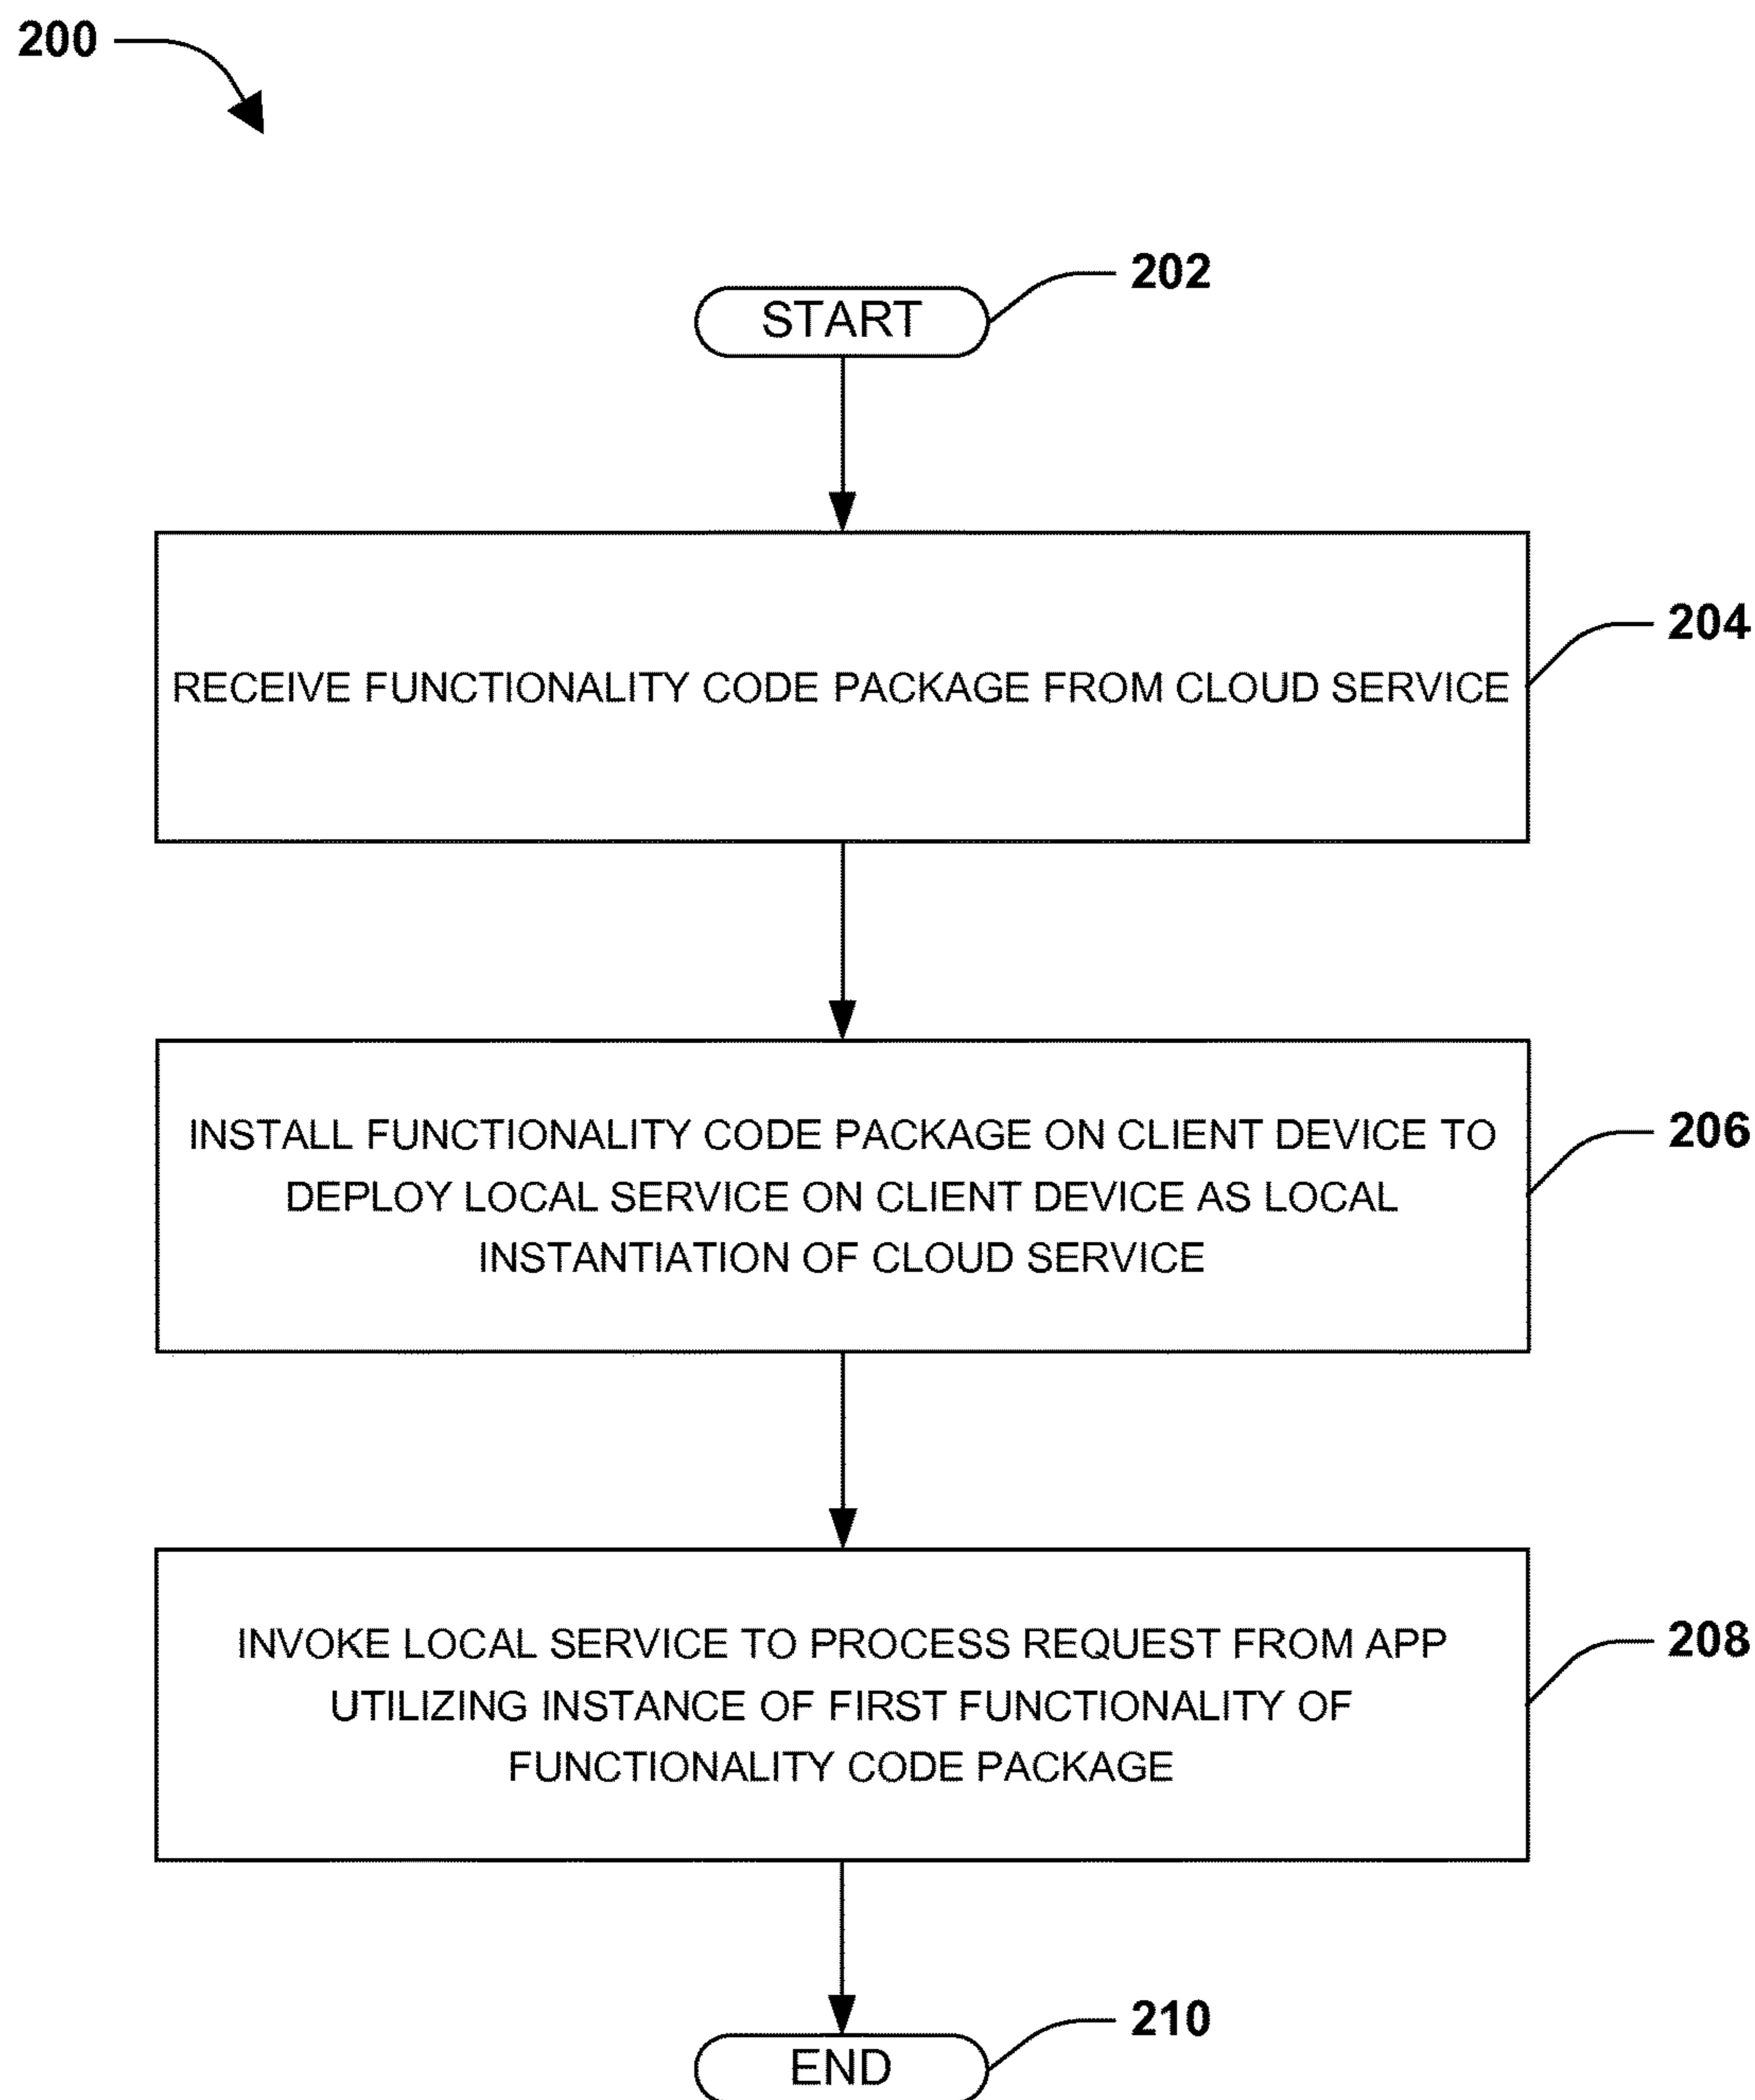 200
202
START
204
RECEIVE FUNCTIONALITY CODE PACKAGE FROM CLOUD SERVICE
206
INSTALL FUNCTIONALITY CODE PACKAGE ON CLIENT DEVICE TO
DEPLOY LOCAL SERVICE ON CLIENT DEVICE AS LOCAL
INSTANTIATION OF CLOUD SERVICE
208
INVOKE LOCAL SERVICE TO PROCESS REQUEST FROM APP
UTILIZING INSTANCE OF FIRST FUNCTIONALITY OF
FUNCTIONALITY CODE PACKAGE
210
END